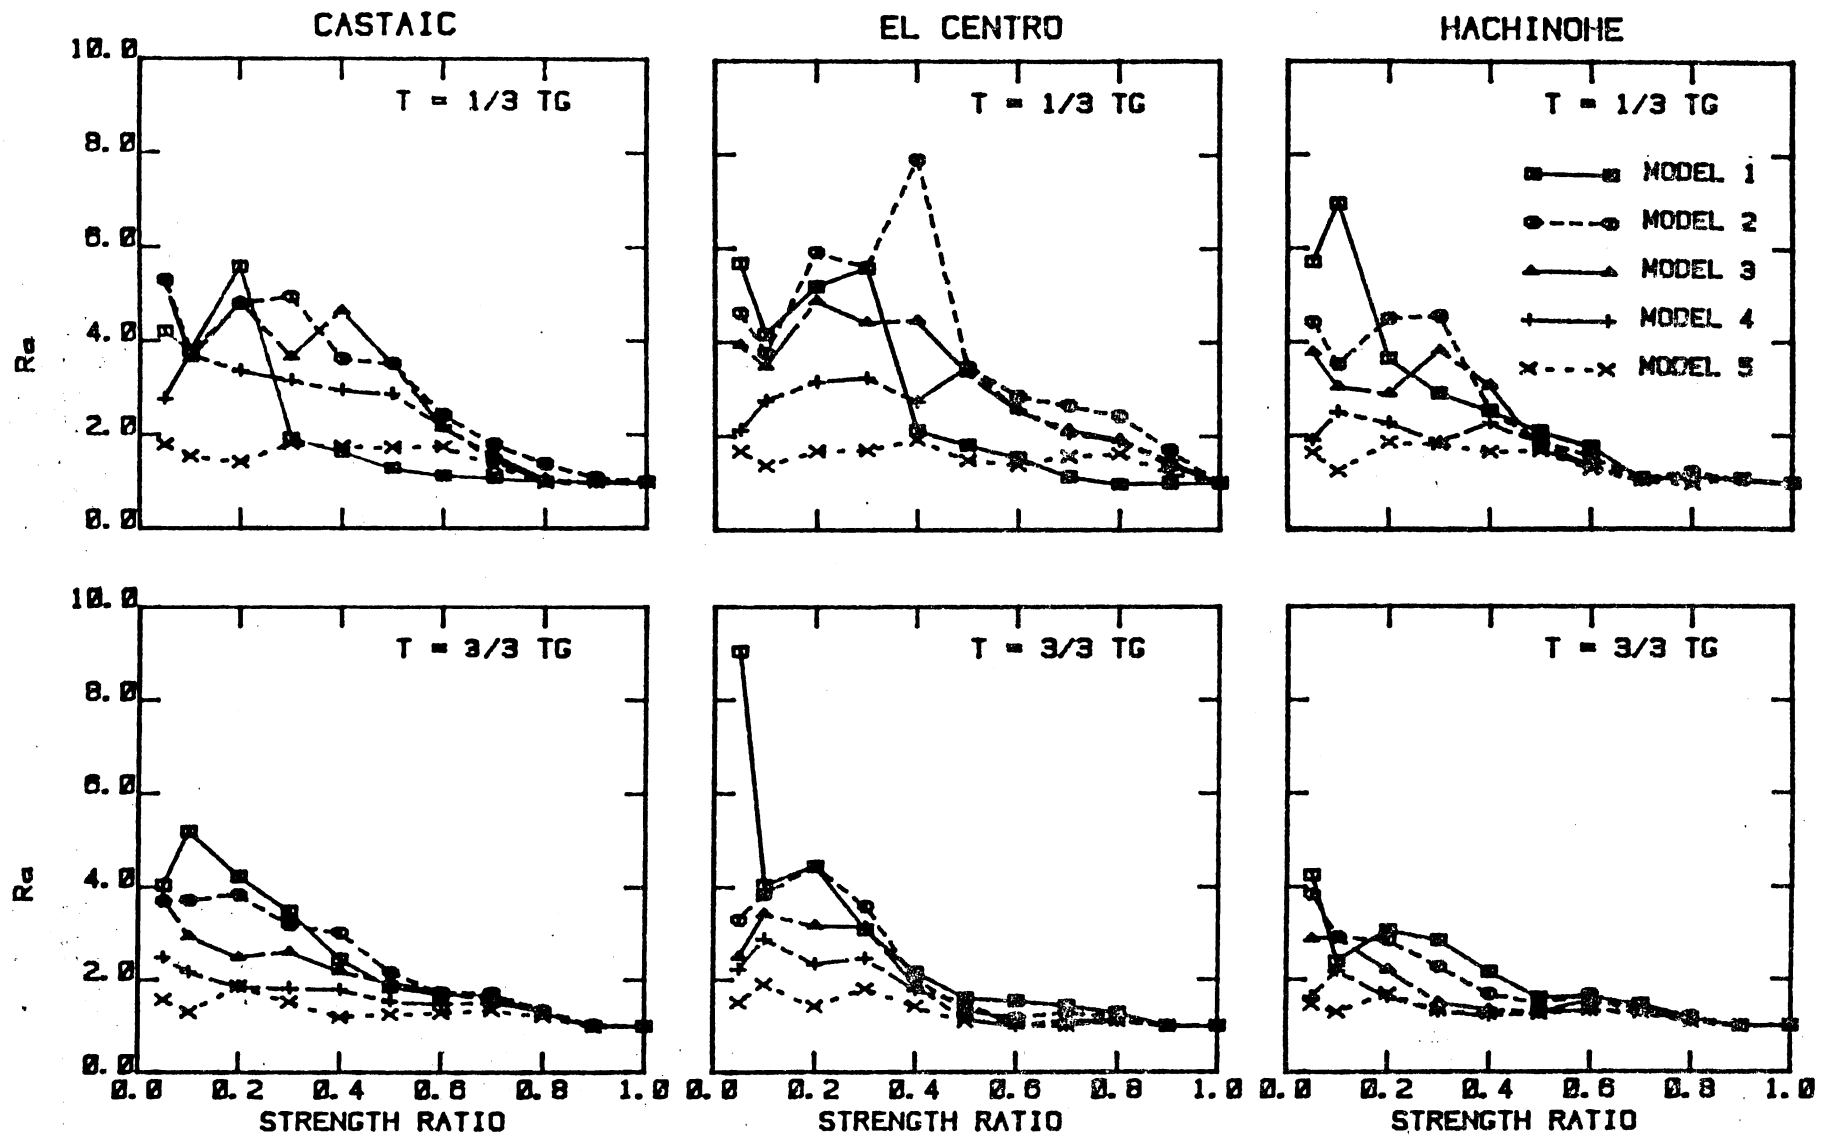 CASTAIC
EL CENTRO
HACHINOHE
10.0
8.0
6.0
4.0
2.0
0.0
Ra
T = 1/3 TG
T = 1/3 TG
T = 1/3 TG
MODEL 1
MODEL 2
MODEL 3
MODEL 4
MODEL 5
10.0
8.0
6.0
4.0
2.0
0.0
Ra
T = 3/3 TG
T = 3/3 TG
T = 3/3 TG
0.0 0.2 0.4 0.6 0.8 1.0
0.0 0.2 0.4 0.6 0.8 1.0
0.0 0.2 0.4 0.6 0.8 1.0
STRENGTH RATIO
STRENGTH RATIO
STRENGTH RATIO